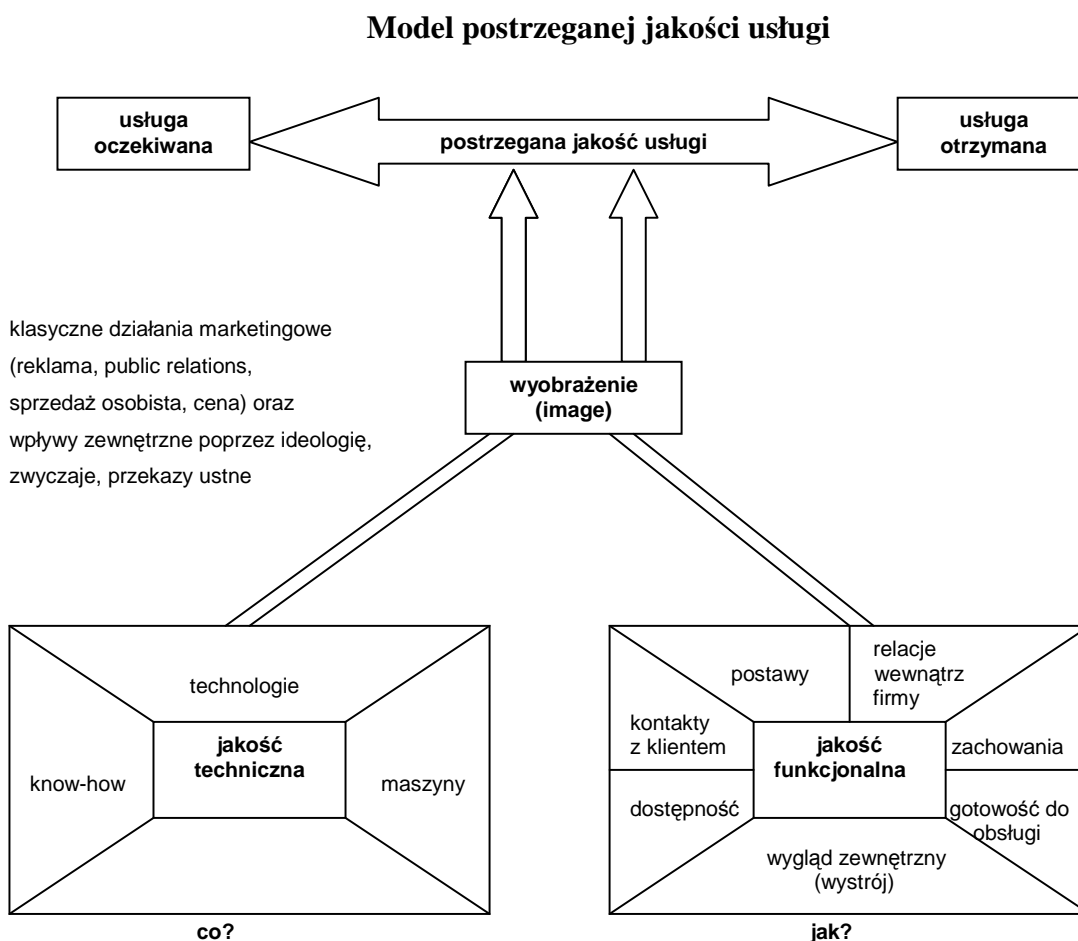 Model postrzeganej jakości usługi
usługa
oczekiwana
postrzegana jakość usługi
usługa
otrzymana
klasyczne działania marketingowe
(reklama, public relations,
sprzedaż osobista, cena) oraz
wpływy zewnętrzne poprzez ideologię,
zwyczaje, przekazy ustne
wyobrażenie
(image)
technologie
know-how
jakość
techniczna
maszyny
co?
postawy
relacje
wewnątrz
firmy
kontakty
z klientem
jakość
funkcjonalna
zachowania
dostępność
gotowość do
obsługi
wygląd zewnętrzny
(wystrój)
jak?